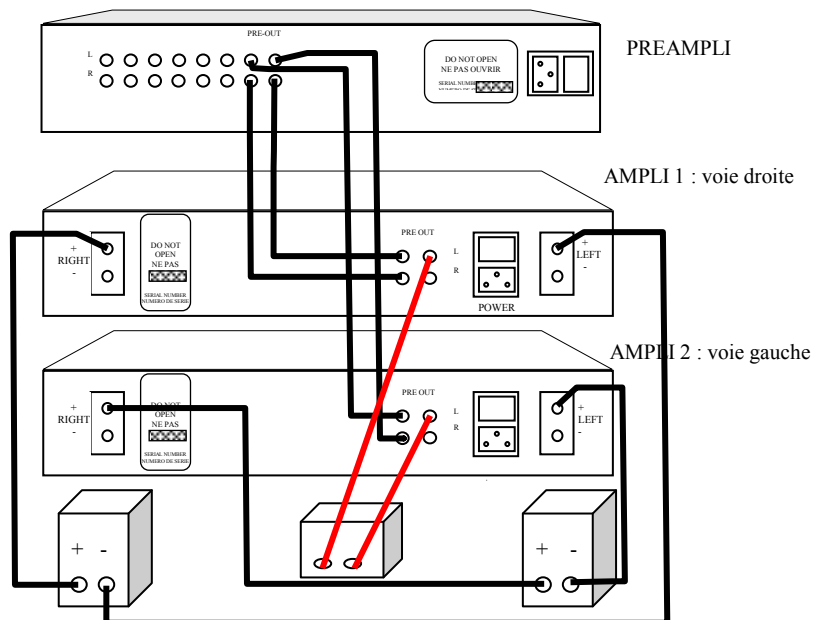 PRE-OUT
L
R
DO NOT OPEN
NE PAS OUVRIR
SERIAL NUMBER
PREAMPLI
AMPLI 1 : voie droite
+
RIGHT
-
DO NOT
OPEN
NE PAS
SERIAL NUMBER
NUMERO DE SERIE
PRE OUT
L
R
POWER
+
LEFT
-
AMPLI 2 : voie gauche
+
RIGHT
-
DO NOT
OPEN
NE PAS
SERIAL NUMBER
NUMERO DE SERIE
PRE OUT
L
R
+
LEFT
-
+ -
+ -